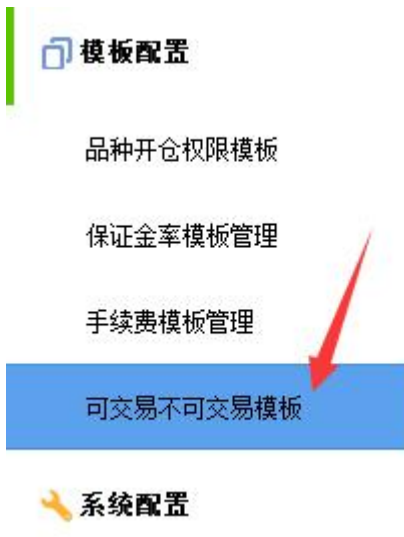 模板配置
品种开仓权限模板
保证金率模板管理
手续费模板管理
可交易不可交易模板
系统配置